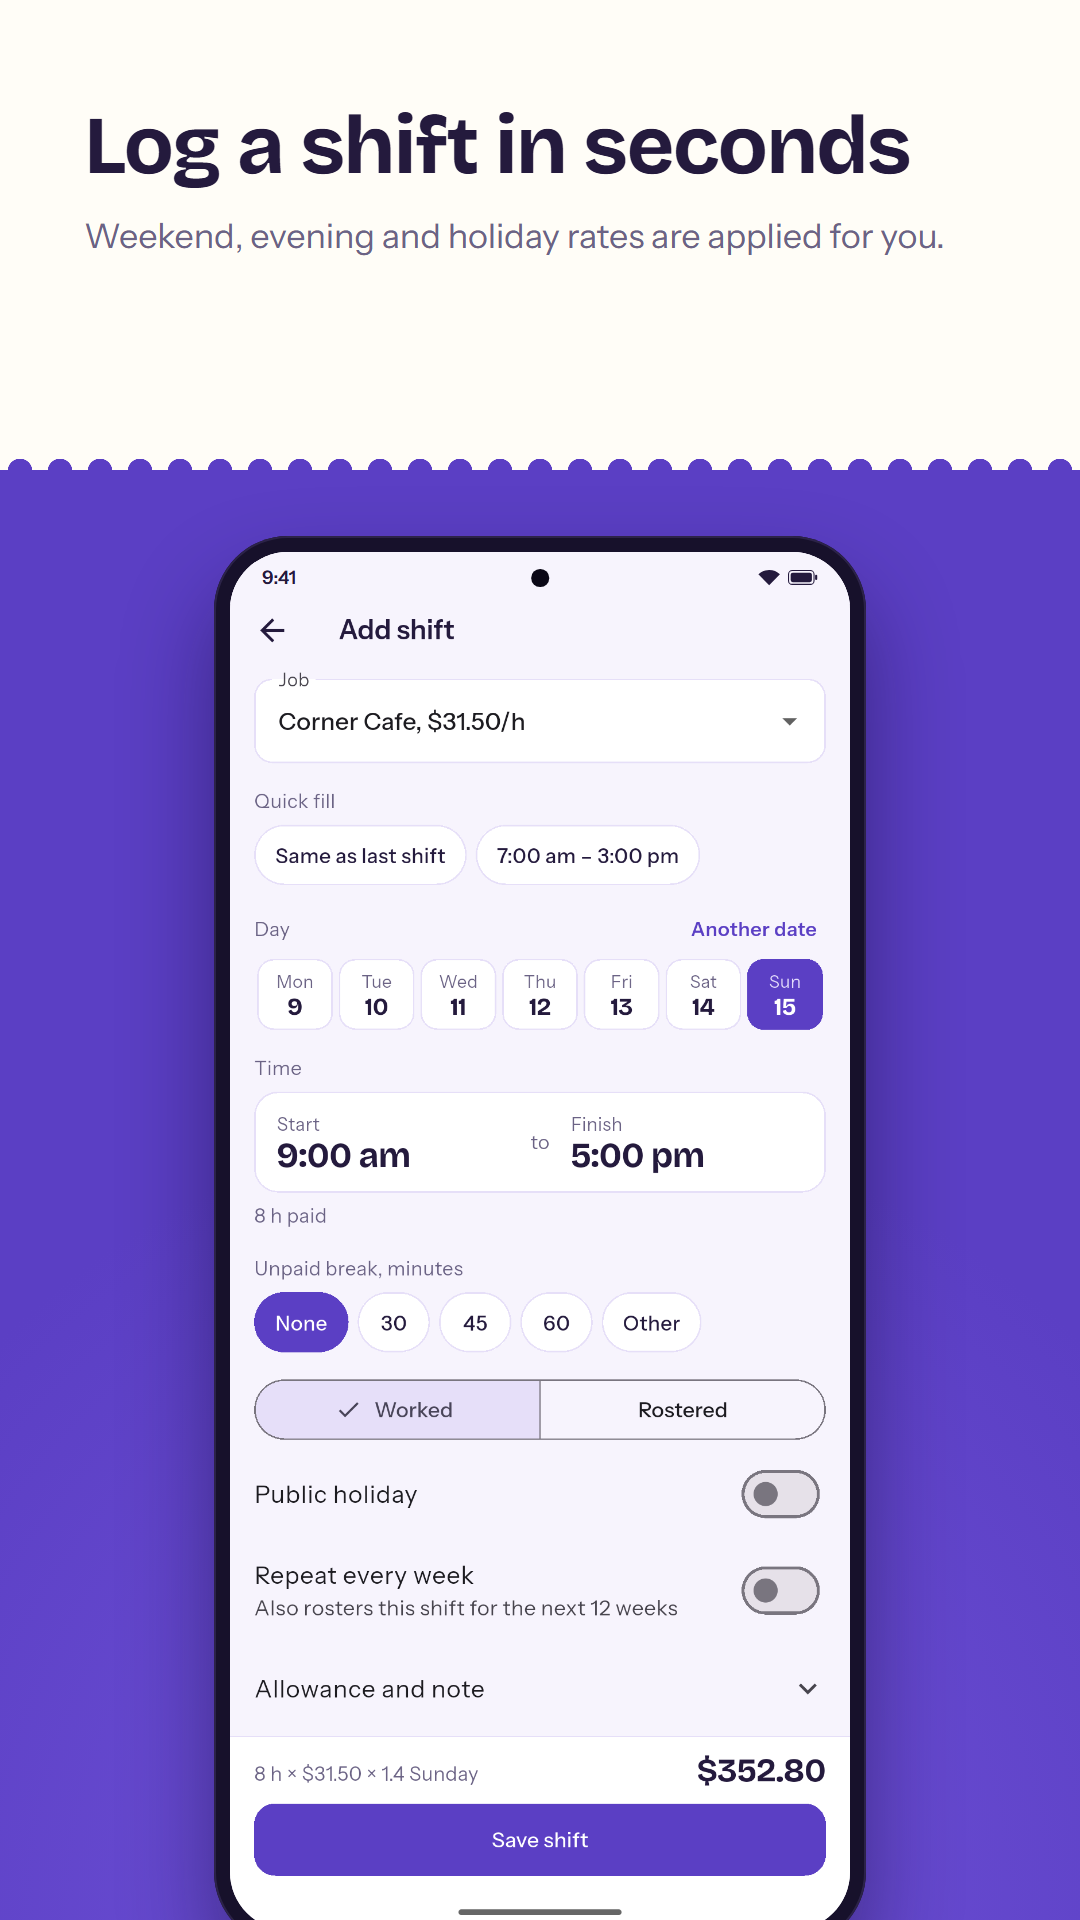 Log a shift in seconds
Weekend, evening and holiday rates are applied for you.
9:41
Add shift
Job
Corner Cafe, $31.50/h
Quick fill
Same as last shift
7:00 am – 3:00 pm
Day
Another date
Mon Tue Wed Thu Fri Sat Sun
9 10 11 12 13 14 15
Time
Start
Finish
9:00 am to 5:00 pm
8 h paid
Unpaid break, minutes
None 30 45 60 Other
Worked Rostered
Public holiday
Repeat every week
Also rosters this shift for the next 12 weeks
Allowance and note
8 h × $31.50 × 1.4 Sunday $352.80
Save shift